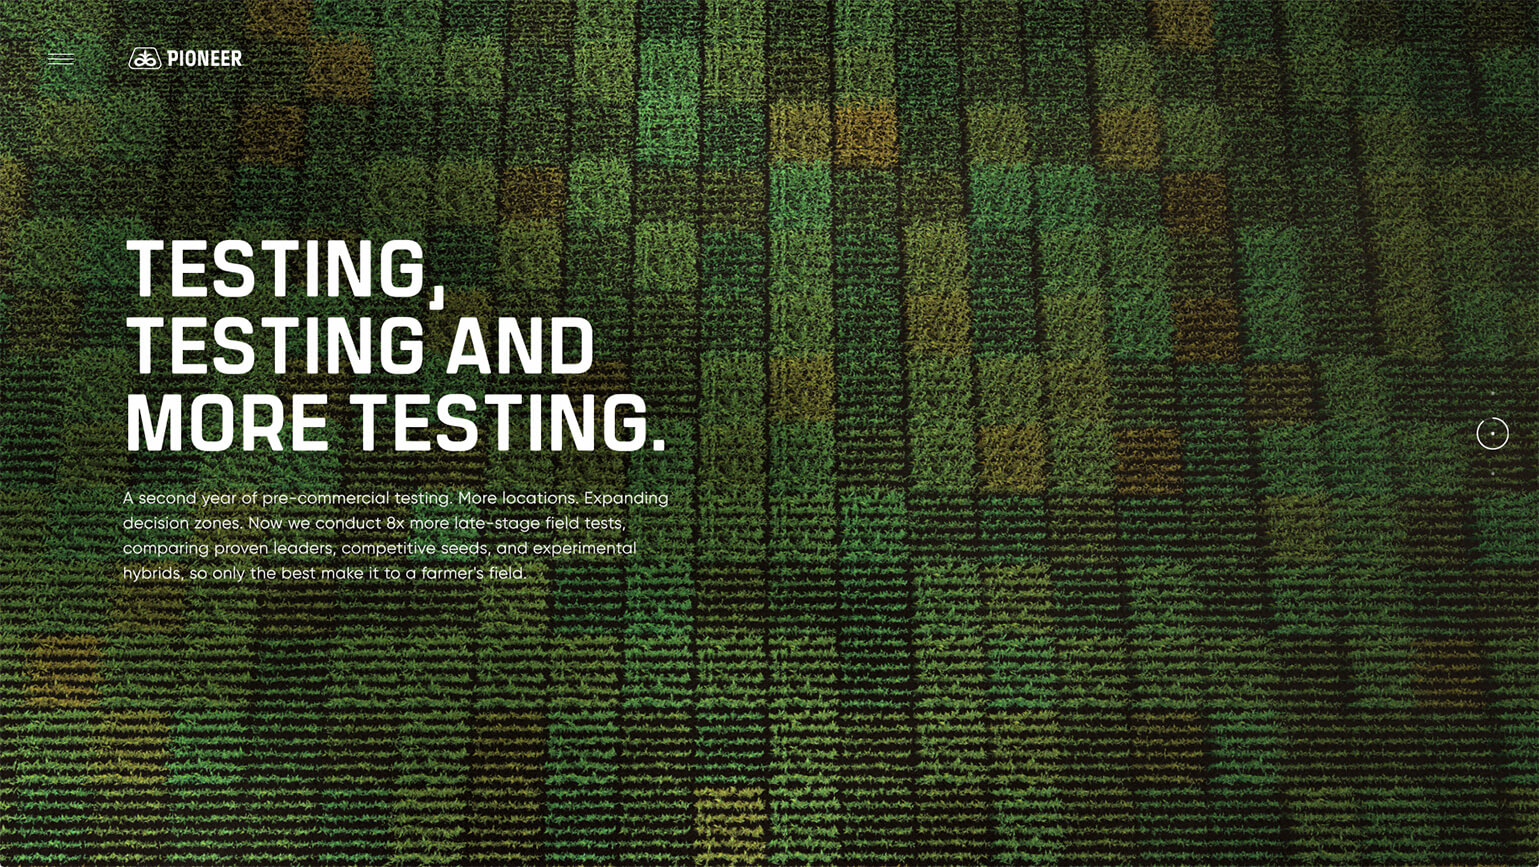 PIONEER
TESTING,
TESTING AND
MORE TESTING.
A second year of pre-commercial testing. More locations. Expanding
decision zones. Now we conduct 8x more late-stage field tests,
comparing proven leaders, competitive seeds, and experimental
hybrids, so only the best make it to a farmer's field.